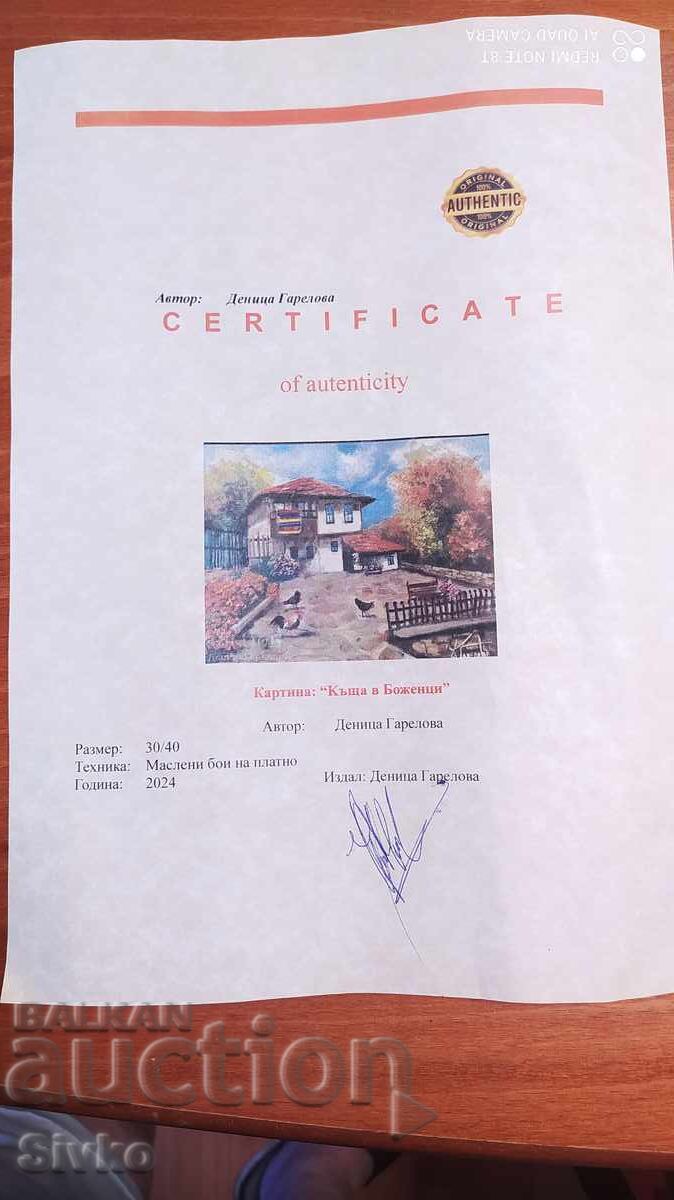 REDMI NOTE 8T
AI QUAD CAMERA
ORIGINAL
100%
AUTHENTIC
100%
ORIGINAL
Автор: Деница Гарелова
CERTIFICATE
of autenticity
Картина: “Къща в Боженци”
Автор: Деница Гарелова
Размер: 30/40
Техника: Маслени бои на платно
Година: 2024
Издал: Деница Гарелова
BALKAN
auction
Sivko